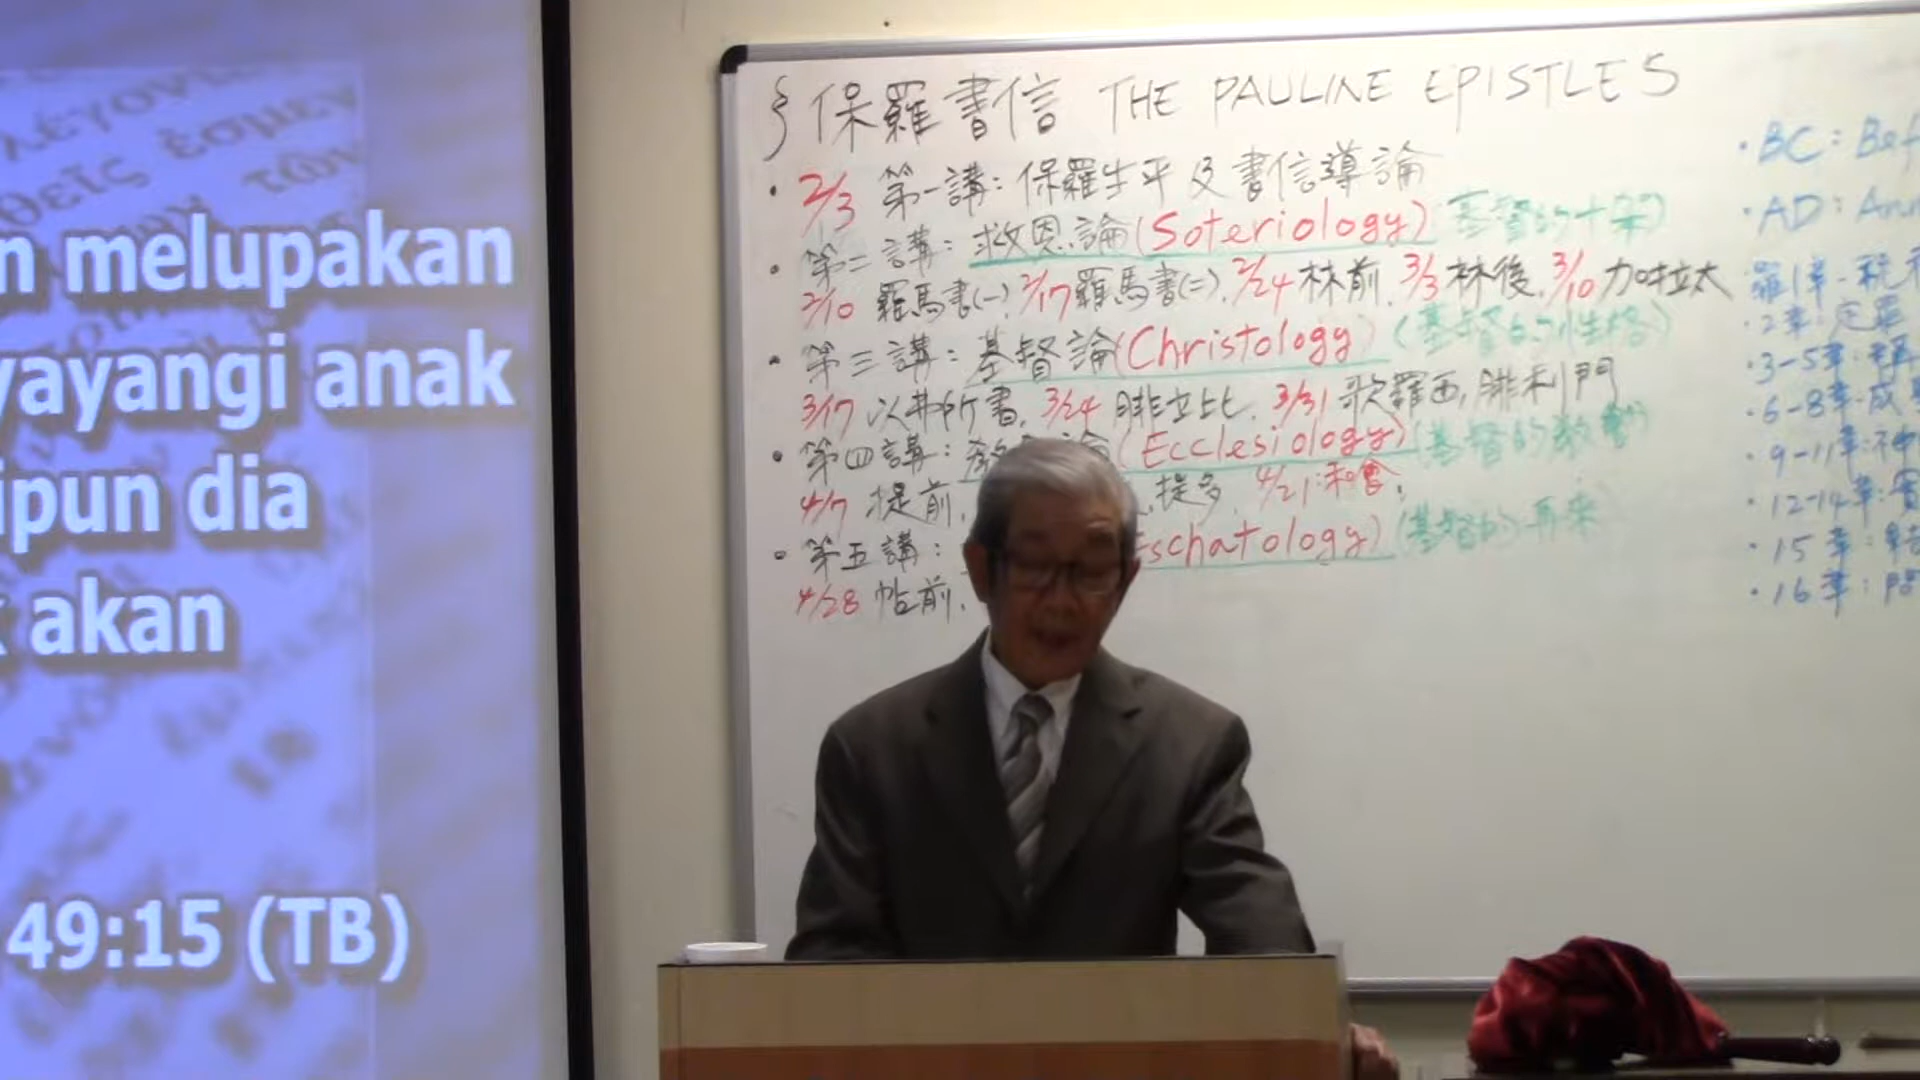 n melupakan
yayangi anak
ipun dia
akan
49:15 (TB)
保羅書信 THE PAULINE EPISTLES
• 2/3 第一講: 保羅生平及書信導論
• 第二講: 救恩論(Soteriology) (基督的十架)
2/10 羅馬書(一), 2/17 羅馬書(二), 2/24 林前, 3/3 林後, 3/10 加拉太
• 第三講: 基督論(Christology) (基督的性格)
3/17 以弗所書, 3/24 腓立比, 3/31 歌羅西, 腓利門
• 第四講: 論(Ecclesiology) (基督的
4/7 提前, 提多, 4/21:
• 第五講: Eschatology) (基督的 再來
4/28 帖前,
• BC: Bef
• AD: Ann
羅1章-
• 2章: 定罪
• 3-5章:
• 6-8章-成
• 9-11章: 神
• 12-14章:
• 15章:
• 16章: 問